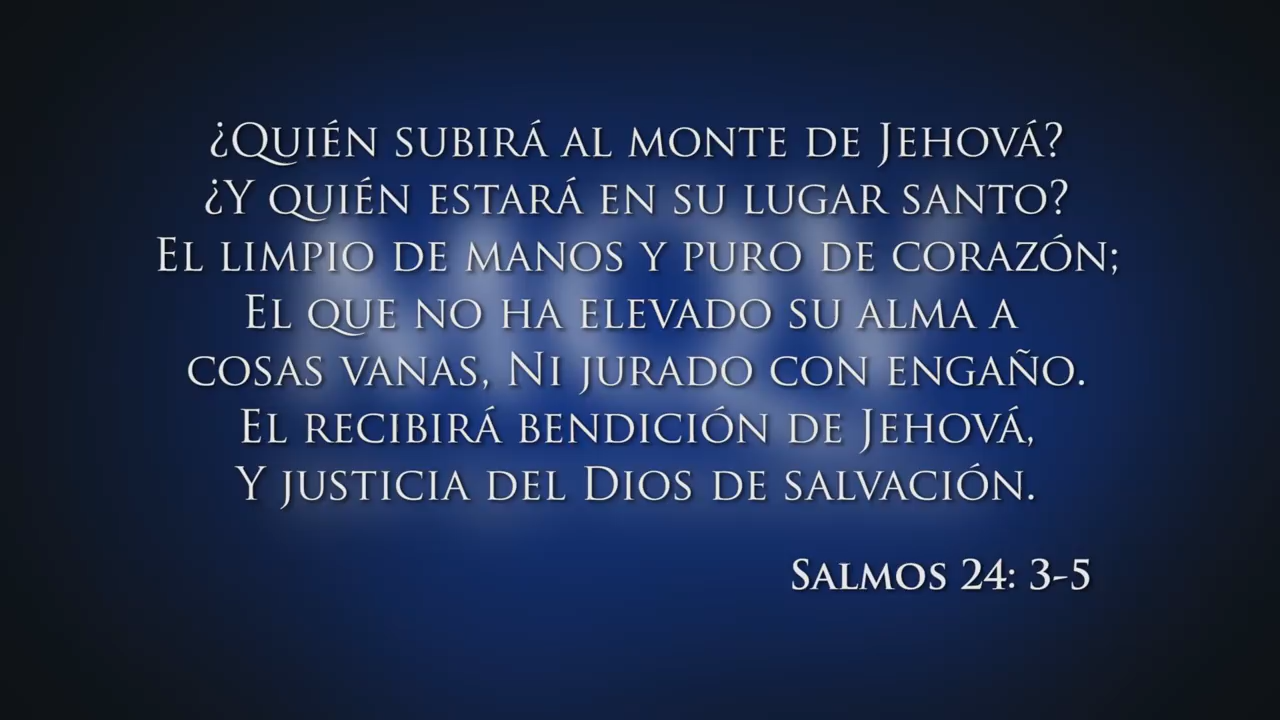 ¿Quién subirá al monte de Jehová?
¿Y quién estará en su lugar santo?
El limpio de manos y puro de corazón;
El que no ha elevado su alma a
cosas vanas, Ni jurado con engaño.
El recibirá bendición de Jehová,
Y justicia del Dios de salvación.
Salmos 24: 3-5